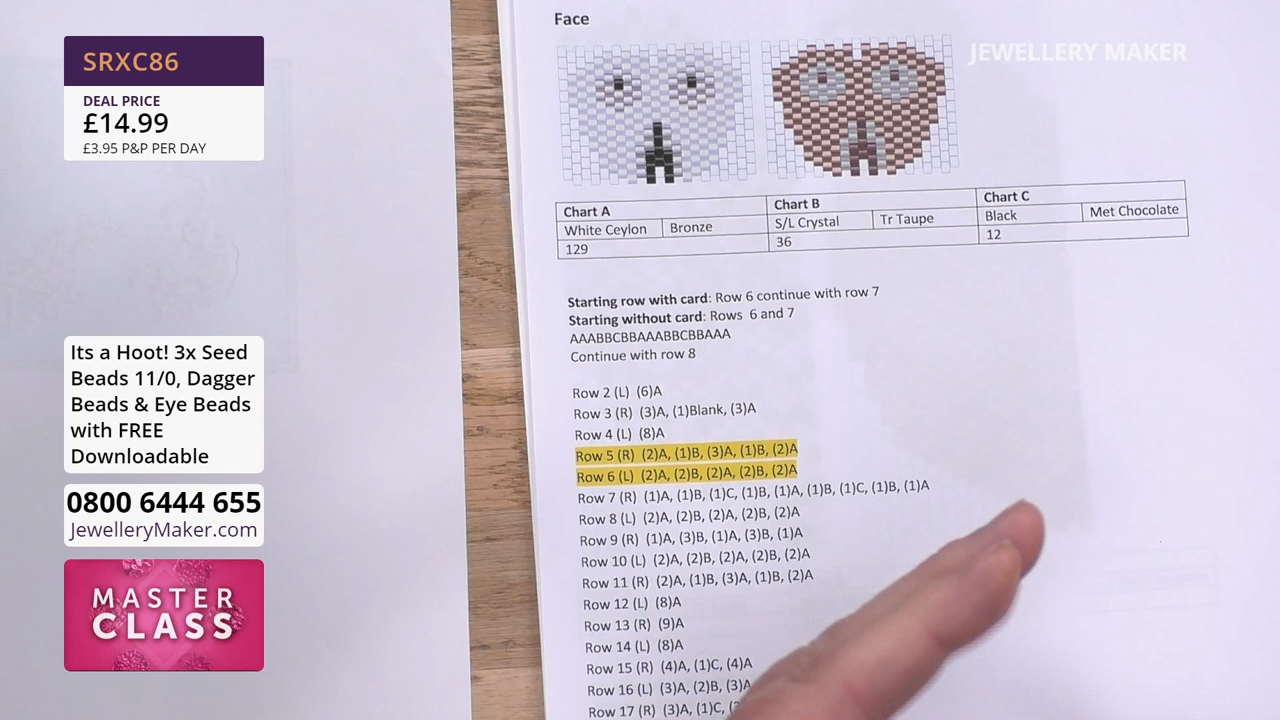 SRXC86
DEAL PRICE
£14.99
£3.95 P&P PER DAY
Its a Hoot! 3x Seed
Beads 11/0, Dagger
Beads & Eye Beads
with FREE
Downloadable
0800 6444 655
JewelleryMaker.com
MASTER
CLASS
JEWELLERY MAKER
Face
Chart A Chart B Chart C
White Ceylon Bronze S/L Crystal Tr Taupe Black Met Chocolate
129 36 12
Starting row with card: Row 6 continue with row 7
Starting without card: Rows 6 and 7
AAABBCBBAAABBCBBAAA
Continue with row 8
Row 2 (L) (6)A
Row 3 (R) (3)A, (1)Blank, (3)A
Row 4 (L) (8)A
Row 5 (R) (2)A, (1)B, (3)A, (1)B, (2)A
Row 6 (L) (2)A, (2)B, (2)A, (2)B, (2)A
Row 7 (R) (1)A, (1)B, (1)C, (1)B, (1)A, (1)B, (1)C, (1)B, (1)A
Row 8 (L) (2)A, (2)B, (2)A, (2)B, (2)A
Row 9 (R) (1)A, (3)B, (1)A, (3)B, (1)A
Row 10 (L) (2)A, (2)B, (2)A, (2)B, (2)A
Row 11 (R) (2)A, (1)B, (3)A, (1)B, (2)A
Row 12 (L) (8)A
Row 13 (R) (9)A
Row 14 (L) (8)A
Row 15 (R) (4)A, (1)C, (4)A
Row 16 (L) (3)A, (2)B, (3)A
Row 17 (R) (3)A, (1)C,